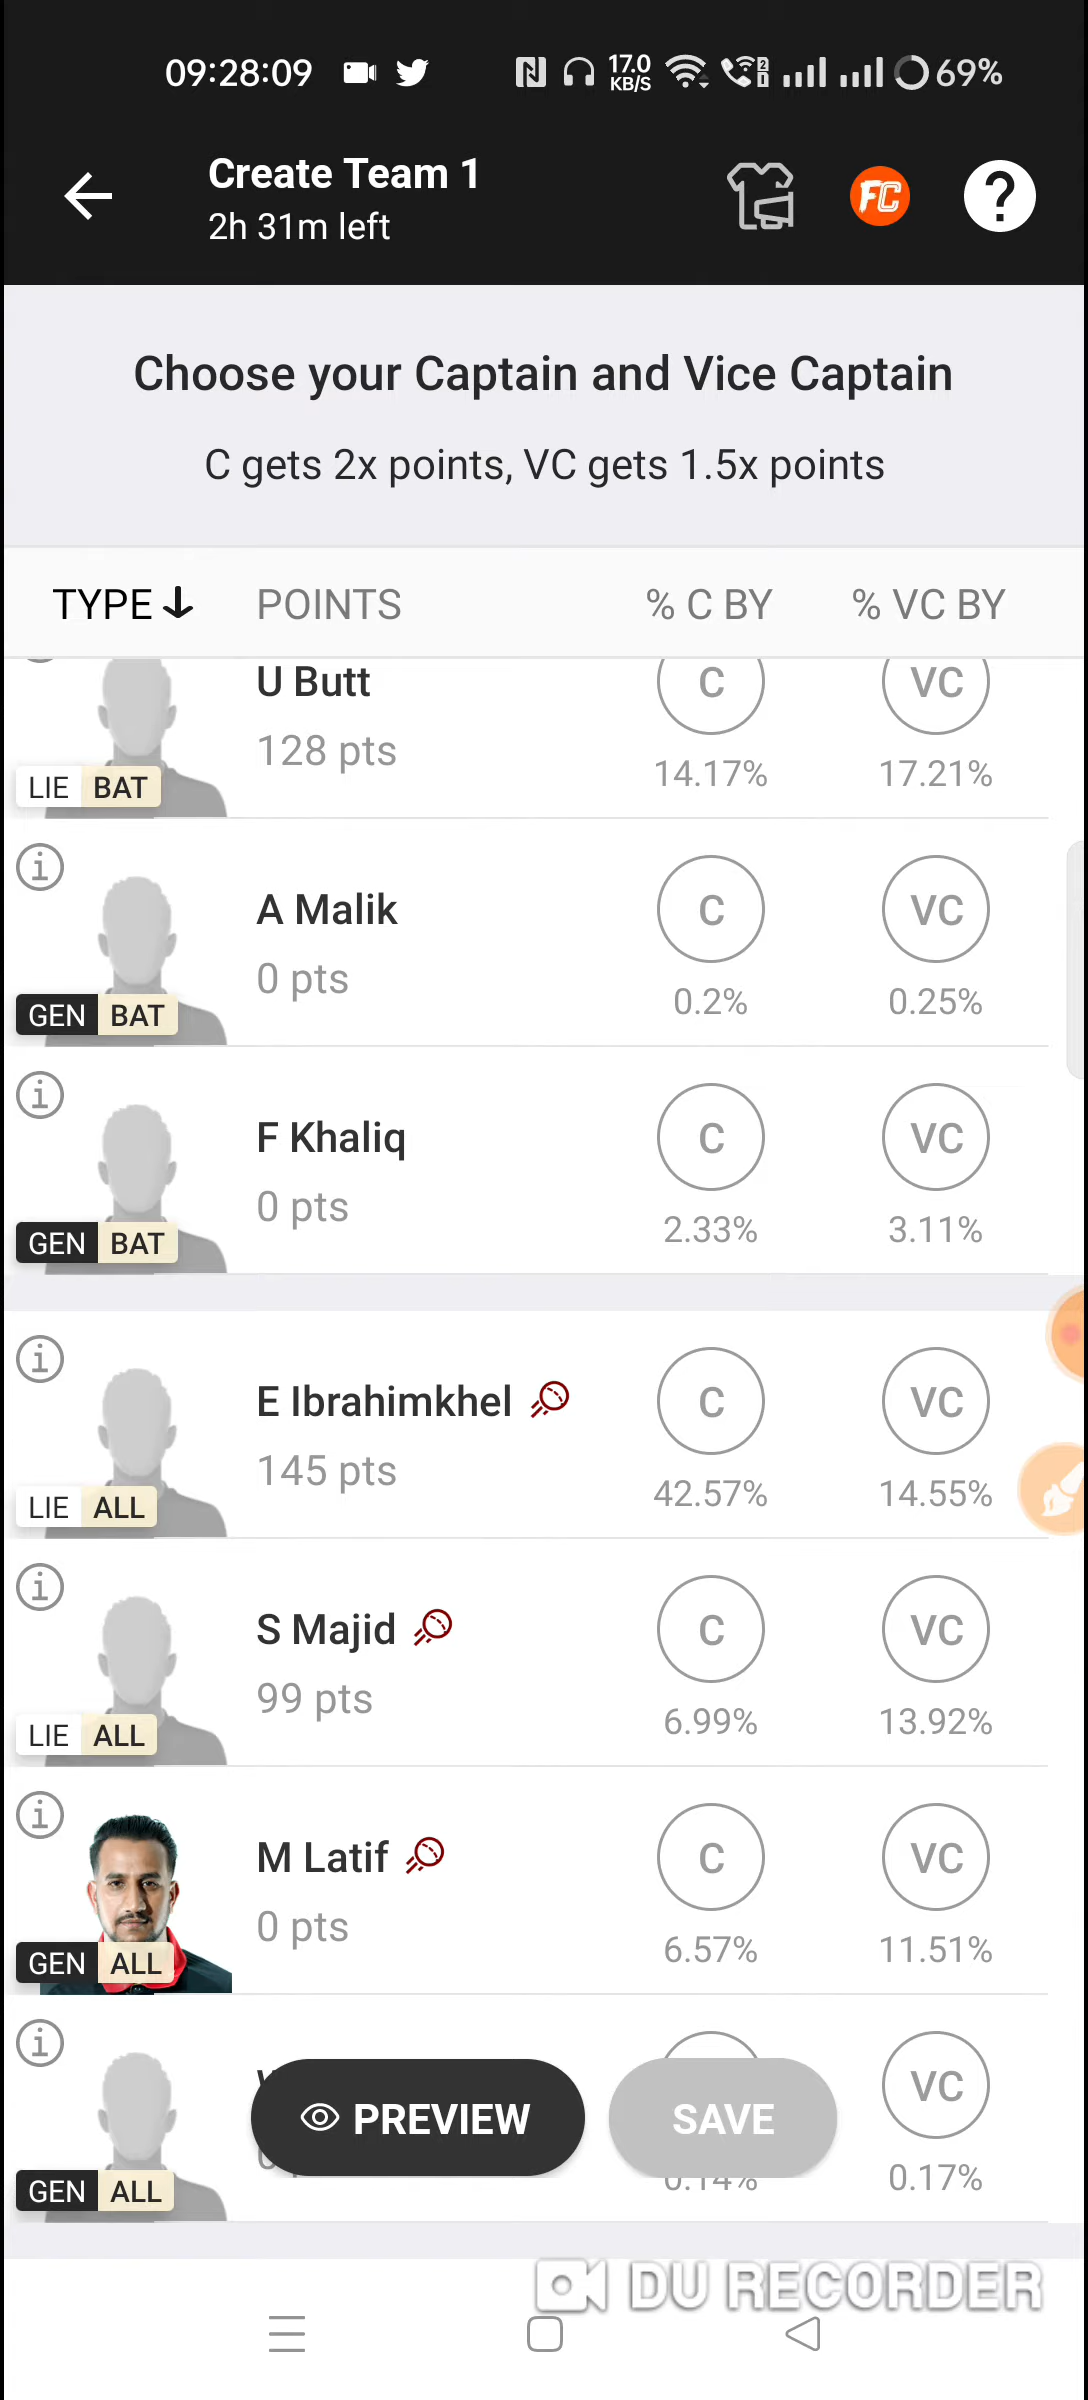 09:28:09 17.0 KB/S 2 69%
Create Team 1
2h 31m left
FC ?
Choose your Captain and Vice Captain
C gets 2x points, VC gets 1.5x points
TYPE POINTS % C BY % VC BY
U Butt C VC
128 pts 14.17% 17.21%
LIE BAT
A Malik C VC
0 pts 0.2% 0.25%
GEN BAT
F Khaliq C VC
0 pts 2.33% 3.11%
GEN BAT
E Ibrahimkhel C VC
145 pts 42.57% 14.55%
LIE ALL
S Majid C VC
99 pts 6.99% 13.92%
LIE ALL
M Latif C VC
0 pts 6.57% 11.51%
GEN ALL
VC
PREVIEW SAVE
0.14% 0.17%
GEN ALL
DU RECORDER